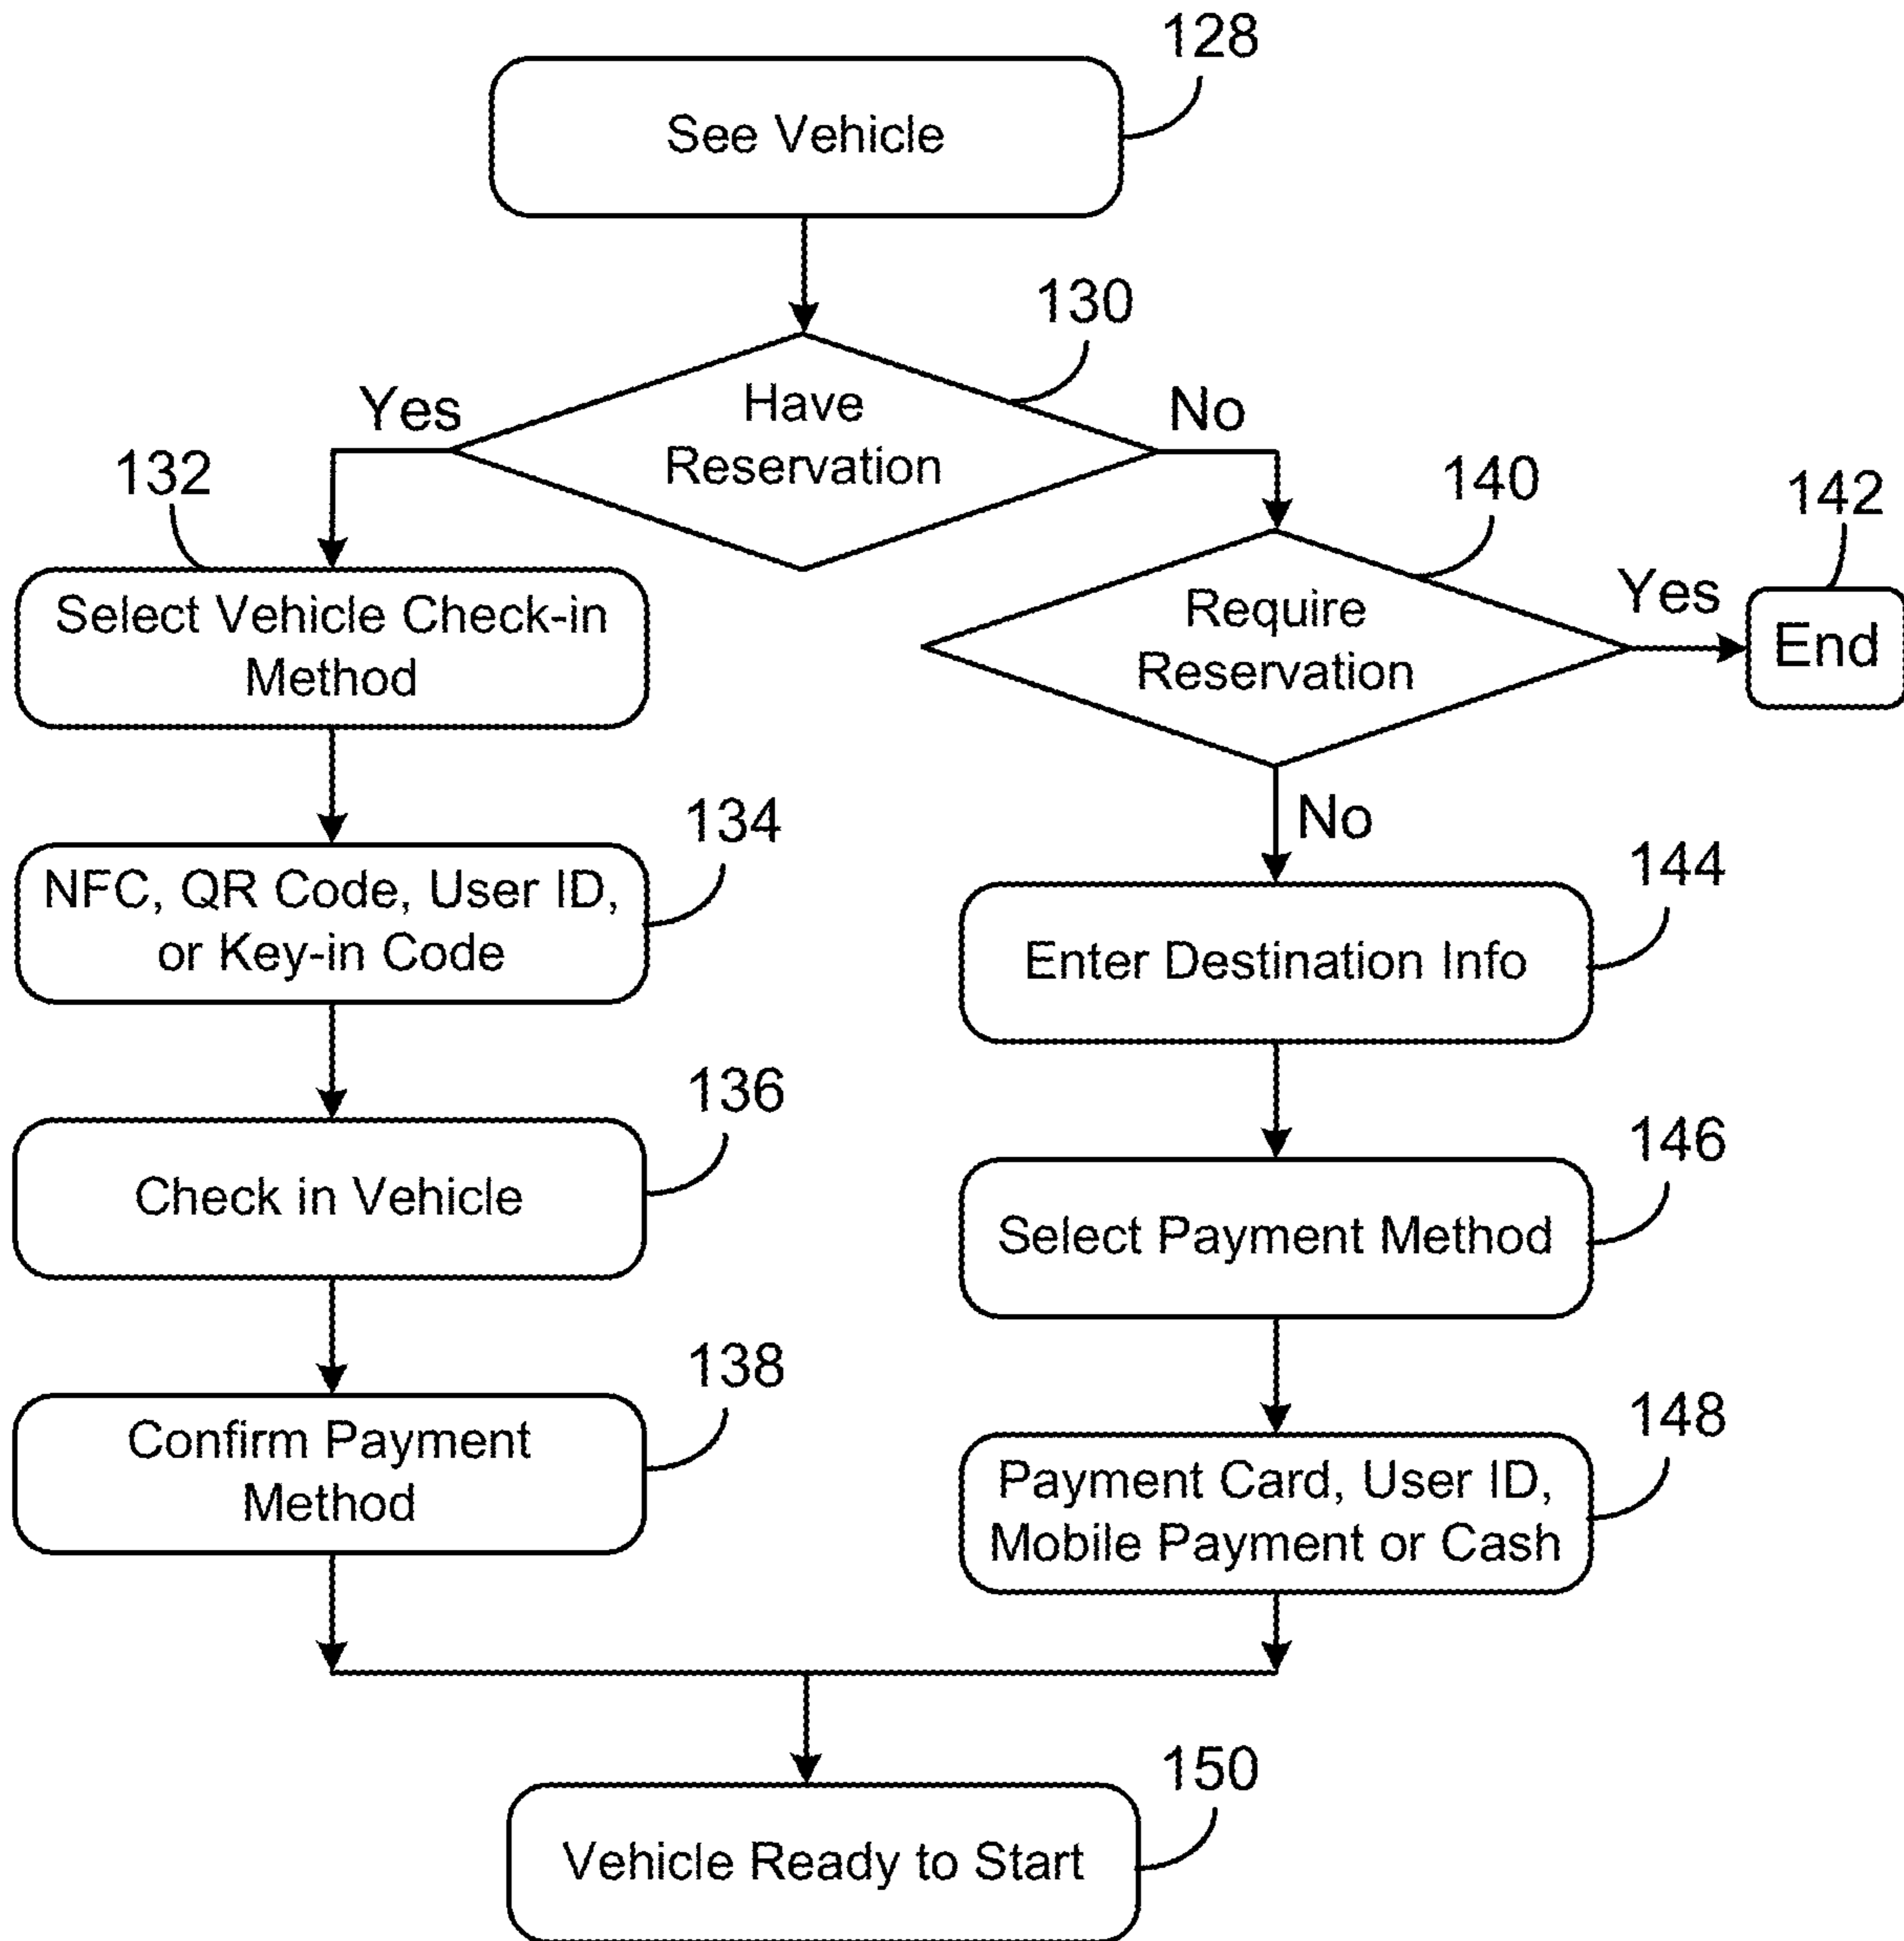 128
See Vehicle
130
Have
Reservation
Yes
No
132
Select Vehicle Check-in
Method
140
Require
Reservation
Yes
142
End
No
134
NFC, QR Code, User ID,
or Key-in Code
144
Enter Destination Info
136
Check in Vehicle
146
Select Payment Method
138
Confirm Payment
Method
148
Payment Card, User ID,
Mobile Payment or Cash
150
Vehicle Ready to Start